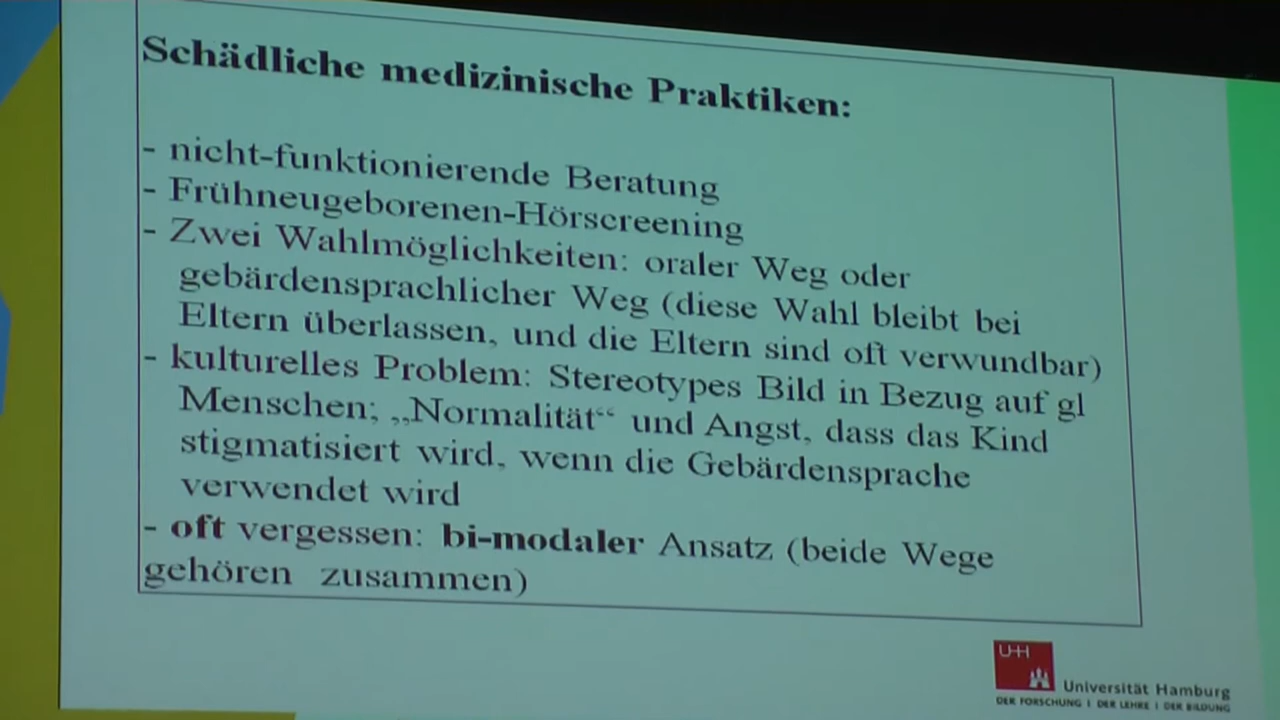 Schädliche medizinische Praktiken:
- nicht-funktionierende Beratung
- Frühneugeborenen-Hörscreening
- Zwei Wahlmöglichkeiten: oraler Weg oder
gebärdensprachlicher Weg (diese Wahl bleibt bei
Eltern überlassen, und die Eltern sind oft verwundbar)
- kulturelles Problem: Stereotypes Bild in Bezug auf gl
Menschen; „Normalität“ und Angst, dass das Kind
stigmatisiert wird, wenn die Gebärdensprache
verwendet wird
- oft vergessen: bi-modaler Ansatz (beide Wege
gehören zusammen)
UH
Universität Hamburg
DER FORSCHUNG | DER LEHRE | DER BILDUNG